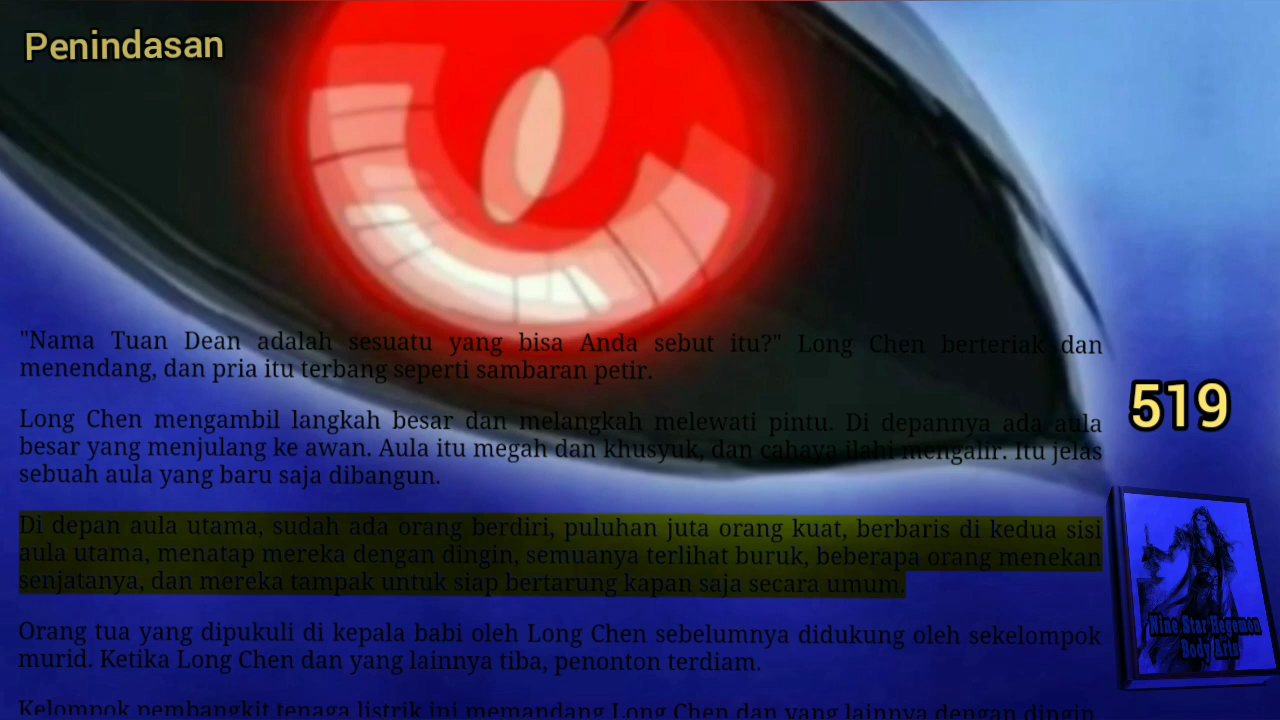 Penindasan
"Nama Tuan Dean adalah sesuatu yang bisa Anda sebut itu?" Long Chen berteriak dan
menendang, dan pria itu terbang seperti sambaran petir.
Long Chen mengambil langkah besar dan melangkah melewati pintu. Di depannya ada aula
besar yang menjulang ke awan. Aula itu megah dan khusyuk, dan cahaya ilahi mengalir. Itu jelas
sebuah aula yang baru saja dibangun.
519
Di depan aula utama, sudah ada orang berdiri, puluhan juta orang kuat, berbaris di kedua sisi
aula utama, menatap mereka dengan dingin, semuanya terlihat buruk, beberapa orang menekan
senjatanya, dan mereka tampak untuk siap bertarung kapan saja secara umum.
Orang tua yang dipukuli di kepala babi oleh Long Chen sebelumnya didukung oleh sekelompok
murid. Ketika Long Chen dan yang lainnya tiba, penonton terdiam.
Nine Star Hegemon
Body Arts
Kelompok pembangkit tenaga listrik ini memandang Long Chen dan yang lainnya dengan dingin,